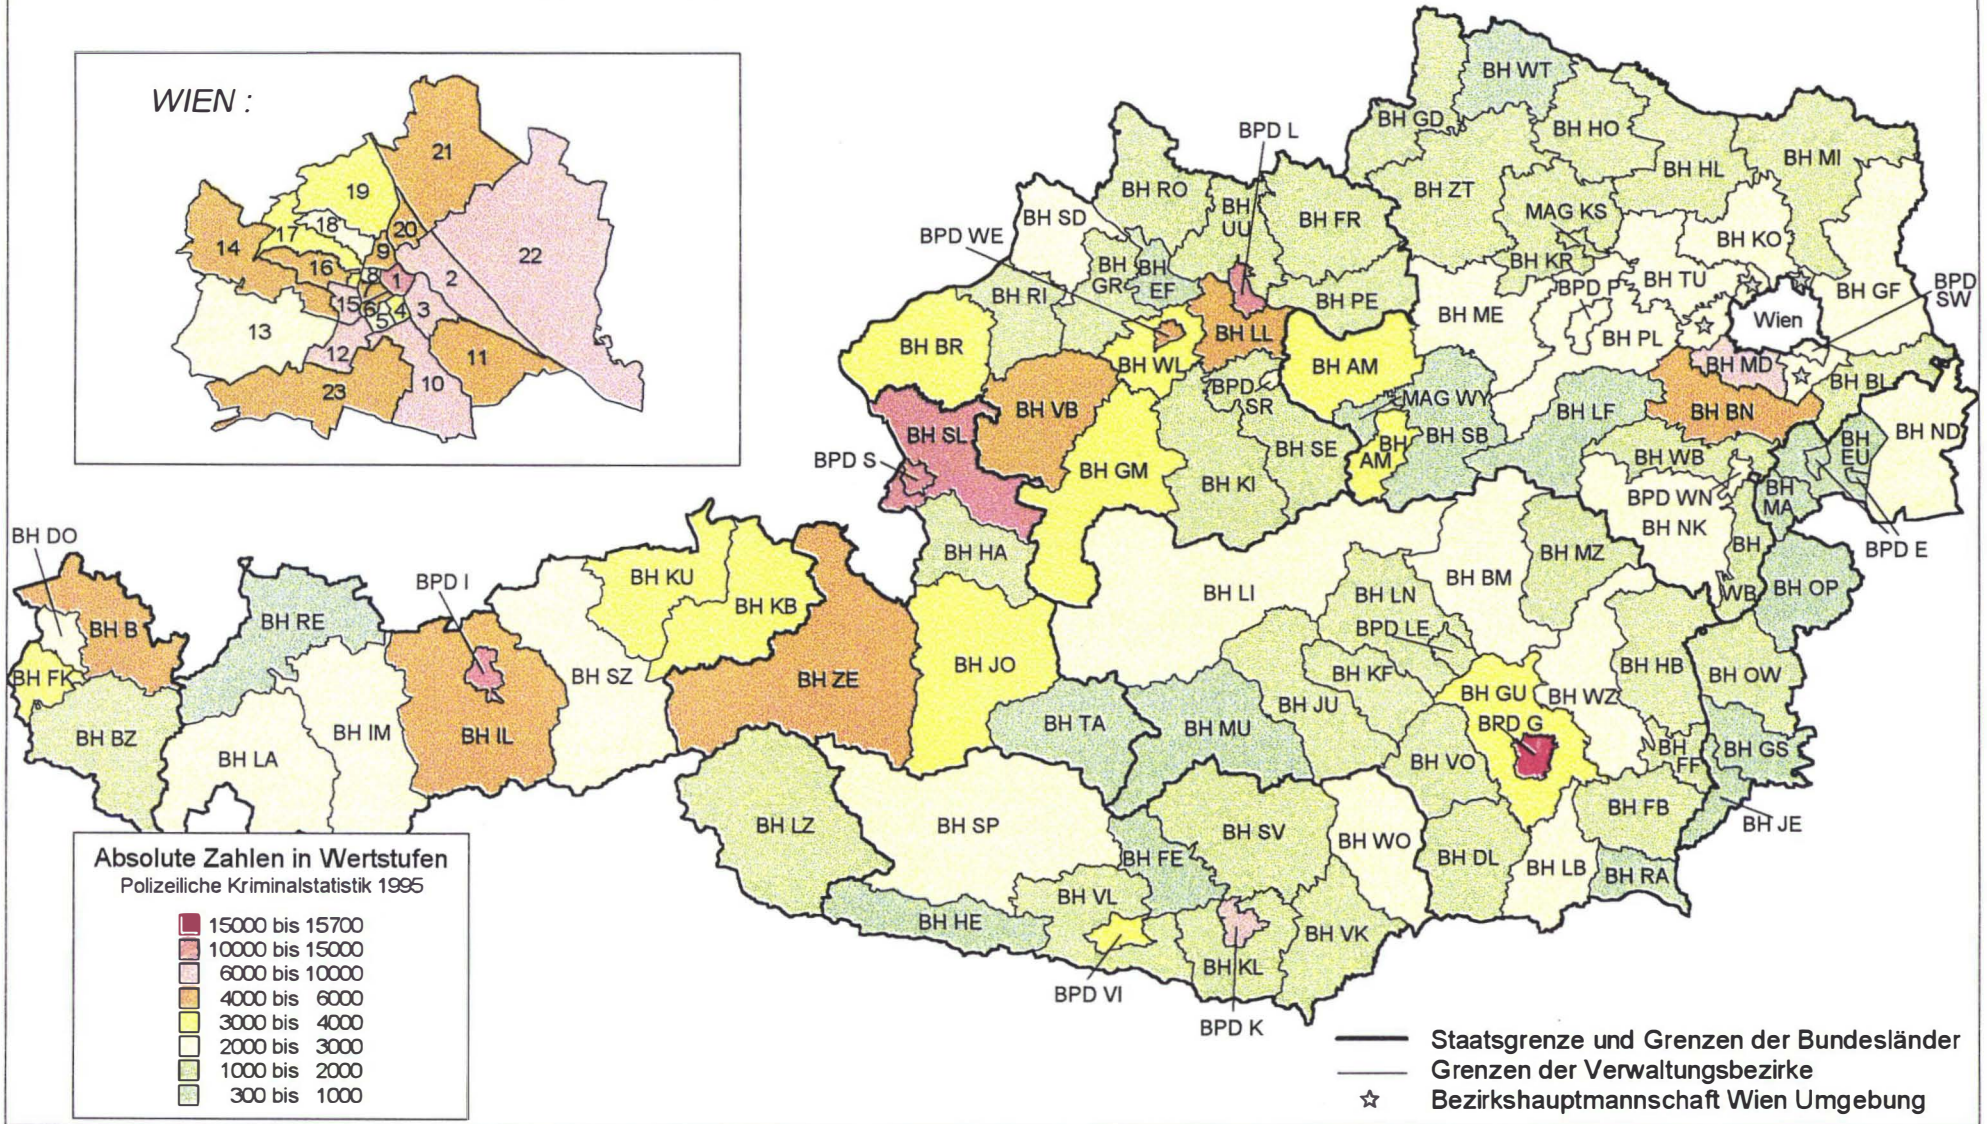 WIEN :
21
19
18
20
17
14
9
22
16
8
1
2
7
15
6
4
3
5
13
12
11
10
23
BH WT
BH GD
BPD L
BH HO
BH MI
BH HL
BH RO
BH ZT
BH
UU
BH FR
MAG KS
BH SD
BPD WE
BH KO
BH
GR
BH
EF
BH KR
BH TU
BPD P
BPD
SW
BH RI
BH PE
BH GF
BH ME
Wien
BH LL
BH PL
BH BR
BH WL
BH AM
BH MD
BH BL
BPD
SR
MAG WY
BH VB
BH LF
BH BN
BH SL
BH SB
BH
AM
BH ND
BH
EU
BH SE
BH WB
BPD S
BH GM
BH KI
BPD WN
BH
MA
BH NK
BH DO
BH HA
BH MZ
BH
WB
BPD E
BPD I
BH KU
BH BM
BH LI
BH LN
BH OP
BH KB
BH RE
BH B
BPD LE
BH FK
BH SZ
BH ZE
BH JO
BH KF
BH HB
BH OW
BH GU
BH WZ
BH JU
BH BZ
BH IM
BH IL
BH TA
BH MU
BPD G
BH LA
BH VO
BH
FF
BH GS
BH FB
BH LZ
BH SP
BH SV
BH WO
BH JE
BH FE
BH DL
BH LB
BH RA
BH VL
BH HE
BH VK
BH KL
BPD VI
BPD K
Absolute Zahlen in Wertstufen
Polizeiliche Kriminalstatistik 1995
15000 bis 15700
10000 bis 15000
6000 bis 10000
4000 bis 6000
3000 bis 4000
2000 bis 3000
1000 bis 2000
300 bis 1000
Staatsgrenze und Grenzen der Bundesländer
Grenzen der Verwaltungsbezirke
Bezirkshauptmannschaft Wien Umgebung